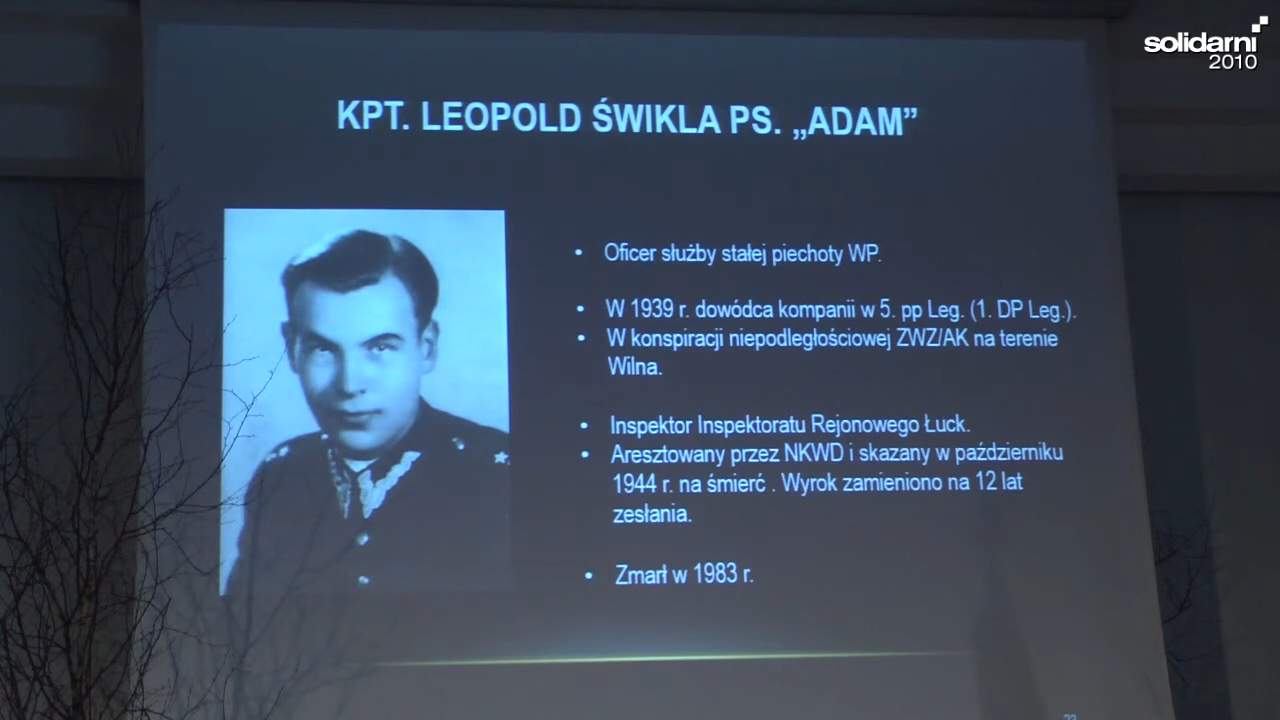 solidarni
2010
KPT. LEOPOLD ŚWIKLA PS. „ADAM”
• Oficer służby stałej piechoty WP.
• W 1939 r. dowódca kompanii w 5. pp Leg. (1. DP Leg.).
• W konspiracji niepodległościowej ZWZ/AK na terenie
Wilna.
• Inspektor Inspektoratu Rejonowego Łuck.
• Aresztowany przez NKWD i skazany w październiku
1944 r. na śmierć . Wyrok zamieniono na 12 lat
zesłania.
• Zmarł w 1983 r.